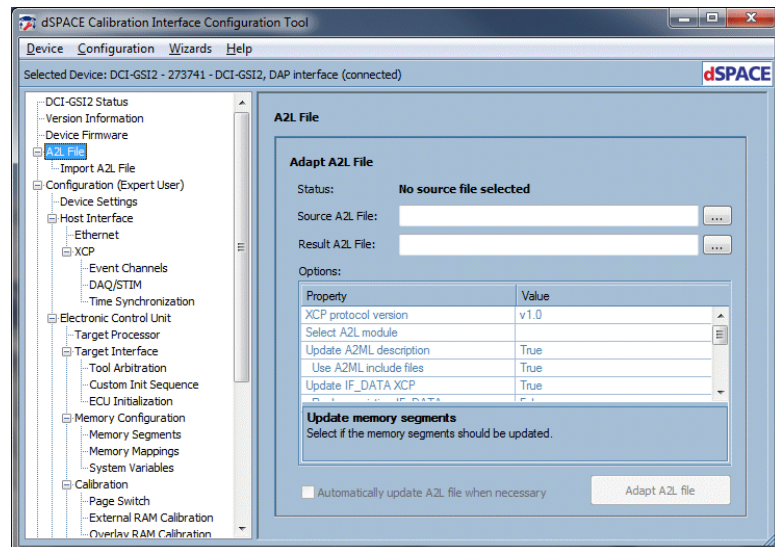 dSPACE Calibration Interface Configuration Tool
Device Configuration Wizards Help
Selected Device: DCI-GSI2 - 273741 - DCI-GSI2, DAP interface (connected)
dSPACE
DCI-GSI2 Status
Version Information
Device Firmware
A2L File
Import A2L File
Configuration (Expert User)
Device Settings
Host Interface
Ethernet
XCP
Event Channels
DAQ/STIM
Time Synchronization
Electronic Control Unit
Target Processor
Target Interface
Tool Arbitration
Custom Init Sequence
ECU Initialization
Memory Configuration
Memory Segments
Memory Mappings
System Variables
Calibration
Page Switch
External RAM Calibration
Overlay RAM Calibration
A2L File
Adapt A2L File
Status: No source file selected
Source A2L File: ...
Result A2L File: ...
Options:
Property Value
XCP protocol version v1.0
Select A2L module
Update A2ML description True
Use A2ML include files True
Update IF_DATA XCP True
Update memory segments
Select if the memory segments should be updated.
Automatically update A2L file when necessary Adapt A2L file